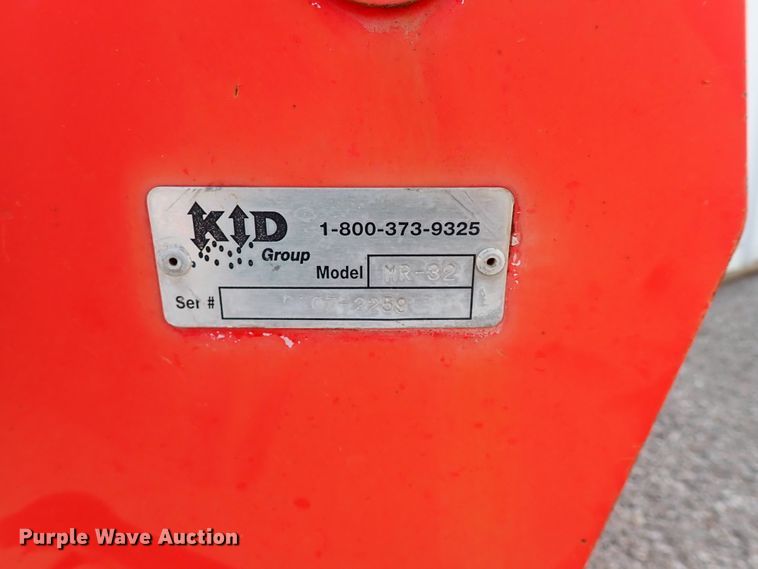 KID
Group
1-800-373-9325
Model MR-32
Ser #
Purple Wave Auction